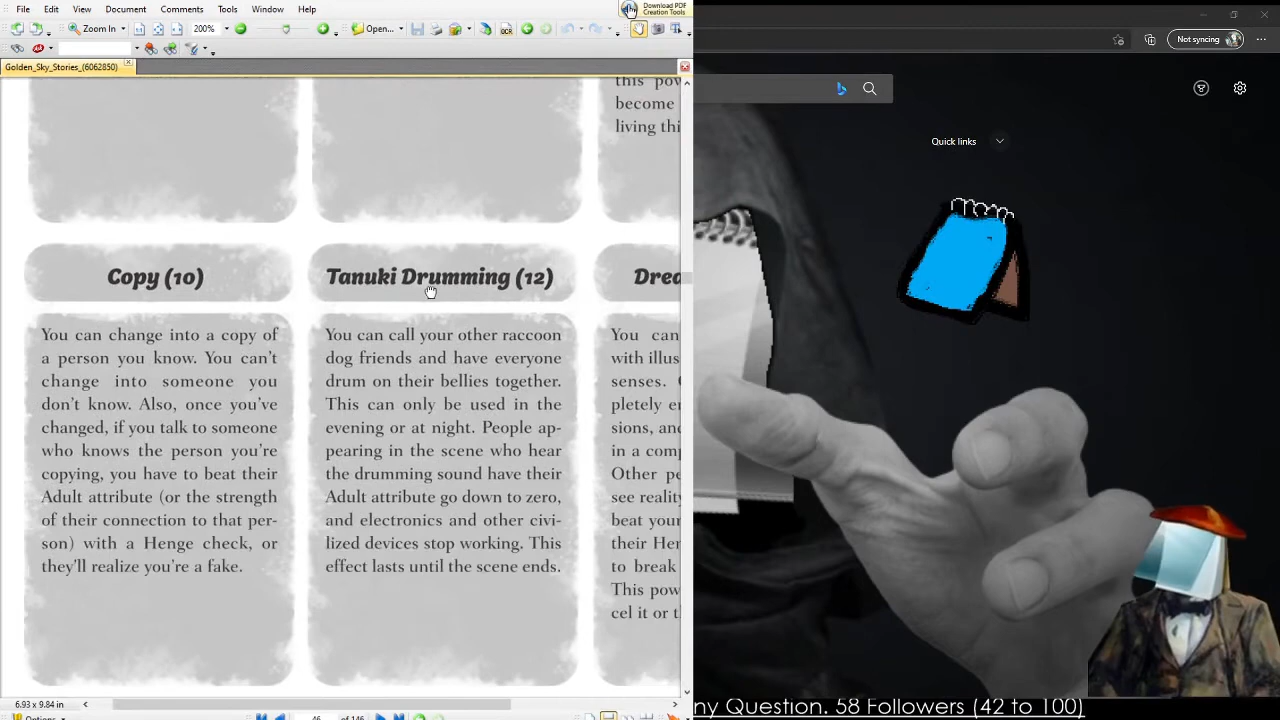 File Edit View Document Comments Tools Window Help
Download PDF
Creation Tools
Zoom In 200% Open...
OCR
Golden_Sky_Stories_(6062850)
Not syncing
Quick links
this pow
become
living thi
Copy (10)
You can change into a copy of
a person you know. You can't
change into someone you
don't know. Also, once you've
changed, if you talk to someone
who knows the person you're
copying, you have to beat their
Adult attribute (or the strength
of their connection to that per-
son) with a Henge check, or
they'll realize you're a fake.
Tanuki Drumming (12)
You can call your other raccoon
dog friends and have everyone
drum on their bellies together.
This can only be used in the
evening or at night. People ap-
pearing in the scene who hear
the drumming sound have their
Adult attribute go down to zero,
and electronics and other civi-
lized devices stop working. This
effect lasts until the scene ends.
Drea
You can
with illus
senses.
pletely e
sions, and
in a comp
Other pe
see reality
beat your
their Hen
to break
This pow
cel it or t
6.93 x 9.84 in
Options 46 of 146
ny Question. 58 Followers (42 to 100)